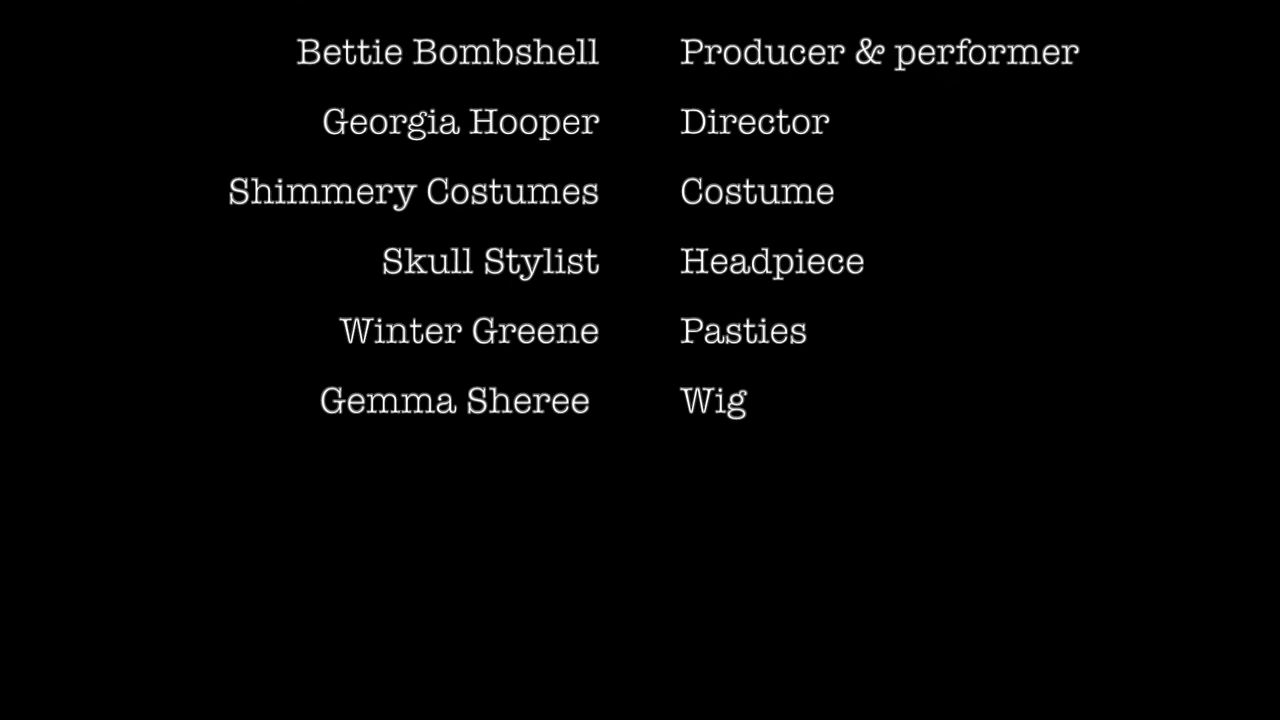 Bettie Bombshell Producer & performer
Georgia Hooper Director
Shimmery Costumes Costume
Skull Stylist Headpiece
Winter Greene Pasties
Gemma Sheree Wig